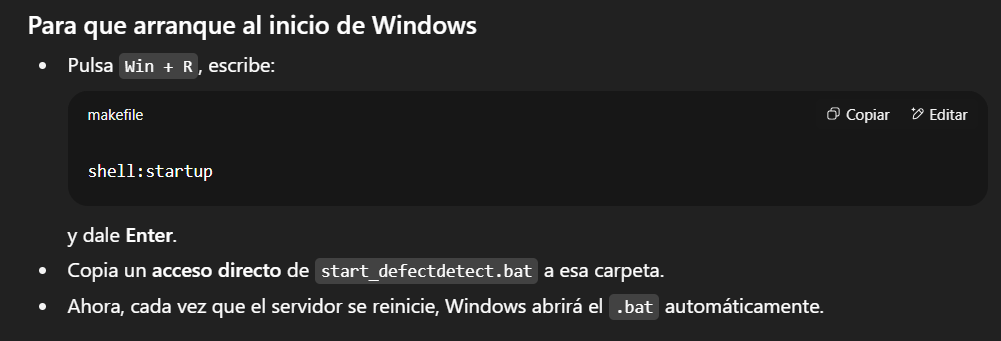 Para que arranque al inicio de Windows
• Pulsa Win + R, escribe:
makefile Copiar Editar
shell:startup
y dale Enter.
• Copia un acceso directo de start_defectdetect.bat a esa carpeta.
• Ahora, cada vez que el servidor se reinicie, Windows abrirá el .bat automáticamente.